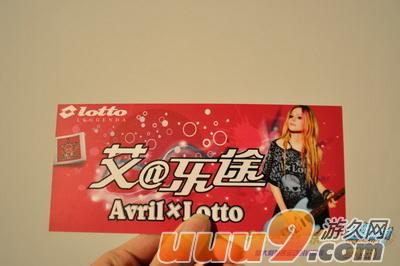 lotto
LEGGENDA
艾@乐途
Avril×Lotto
游久网
uuu9.com